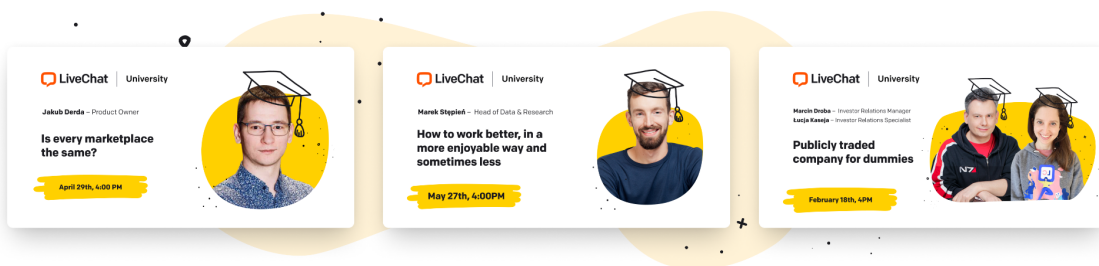 LiveChat | University
Jakub Derda – Product Owner
Is every marketplace
the same?
April 29th, 4:00 PM
LiveChat | University
Marek Stępień – Head of Data & Research
How to work better, in a
more enjoyable way and
sometimes less
May 27th, 4:00PM
LiveChat | University
Marcin Droba – Investor Relations Manager
Łucja Kaseja – Investor Relations Specialist
Publicly traded
company for dummies
February 18th, 4PM
N7